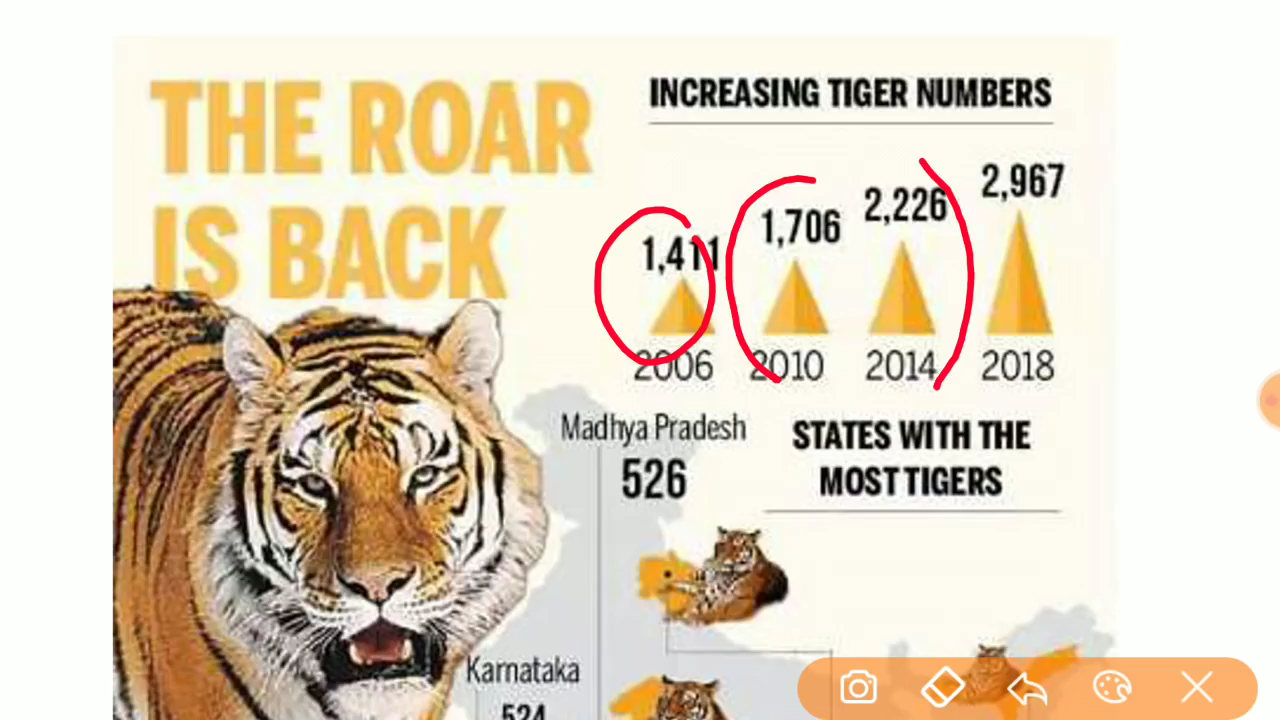 THE ROAR
IS BACK
INCREASING TIGER NUMBERS
1,411
1,706
2,226
2,967
2006
2010
2014
2018
Madhya Pradesh
526
STATES WITH THE
MOST TIGERS
Karnataka
524